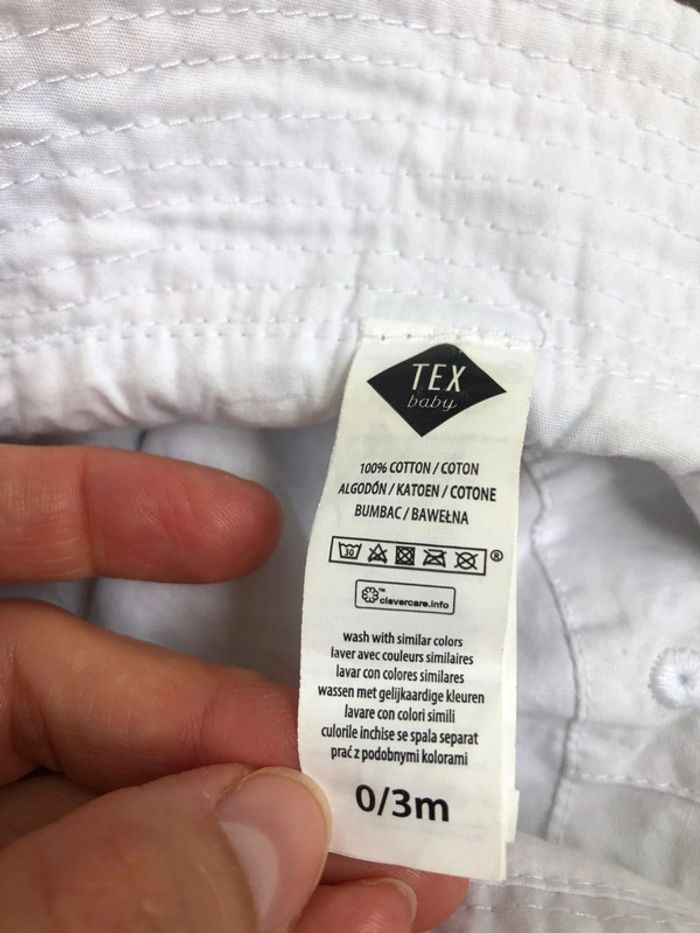 TEX
baby
100% COTTON / COTON
ALGODÓN / KATOEN / COTONE
BUMBAC / BAWEŁNA
30
®
™
clevercare.info
wash with similar colors
laver avec couleurs similaires
lavar con colores similares
wassen met gelijkaardige kleuren
lavare con colori simili
culorile inchise se spala separat
prać z podobnymi kolorami
0/3m